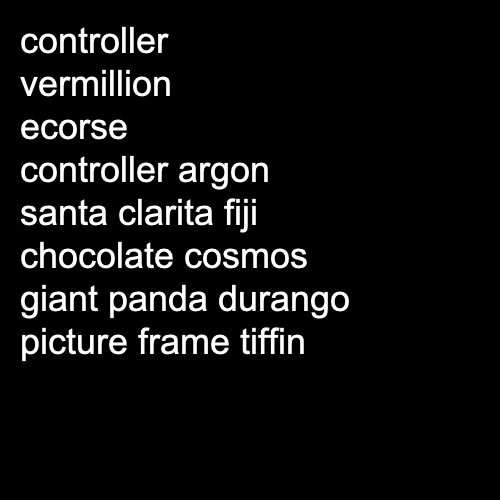 controller
vermillion
ecorse
controller argon
santa clarita fiji
chocolate cosmos
giant panda durango
picture frame tiffin